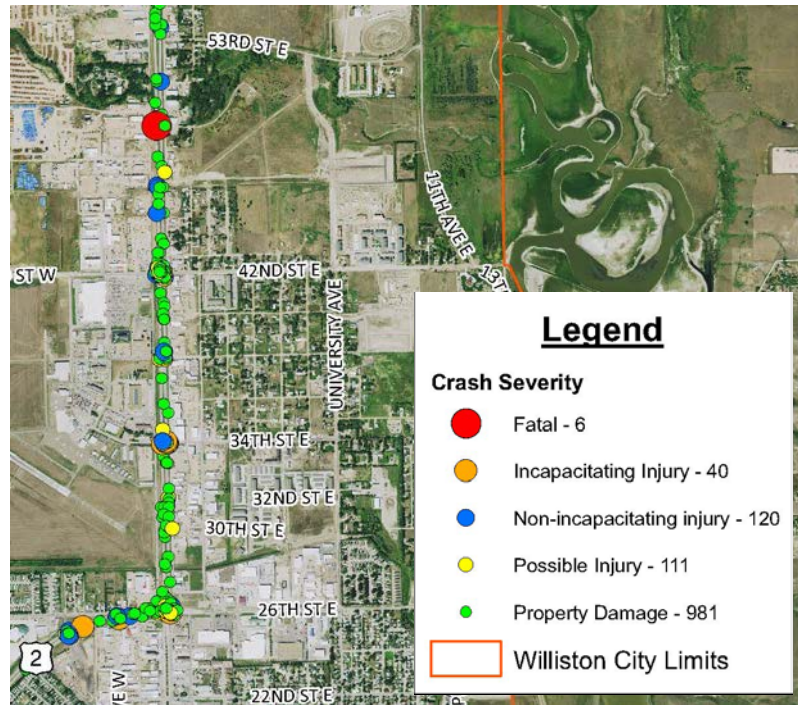 53RD ST E
11TH AVE E
13T
ST W
42ND ST E
UNIVERSITY AVE
34TH ST E
32ND ST E
30TH ST E
26TH ST E
2
VE W
22ND ST E
Legend
Crash Severity
Fatal - 6
Incapacitating Injury - 40
Non-incapacitating injury - 120
Possible Injury - 111
Property Damage - 981
Williston City Limits